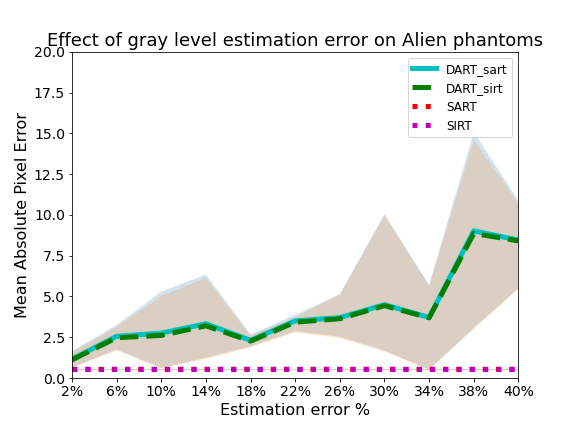 Effect of gray level estimation error on Alien phantoms
20.0
17.5
15.0
12.5
10.0
7.5
5.0
2.5
0.0
Mean Absolute Pixel Error
DART_sart
DART_sirt
SART
SIRT
2% 6% 10% 14% 18% 22% 26% 30% 34% 38% 40%
Estimation error %